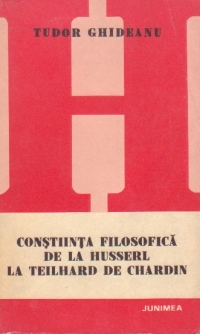 TUDOR GHIDEANU
CONȘTIINȚA FILOSOFICĂ
DE LA HUSSERL
LA TEILHARD DE CHARDIN
JUNIMEA